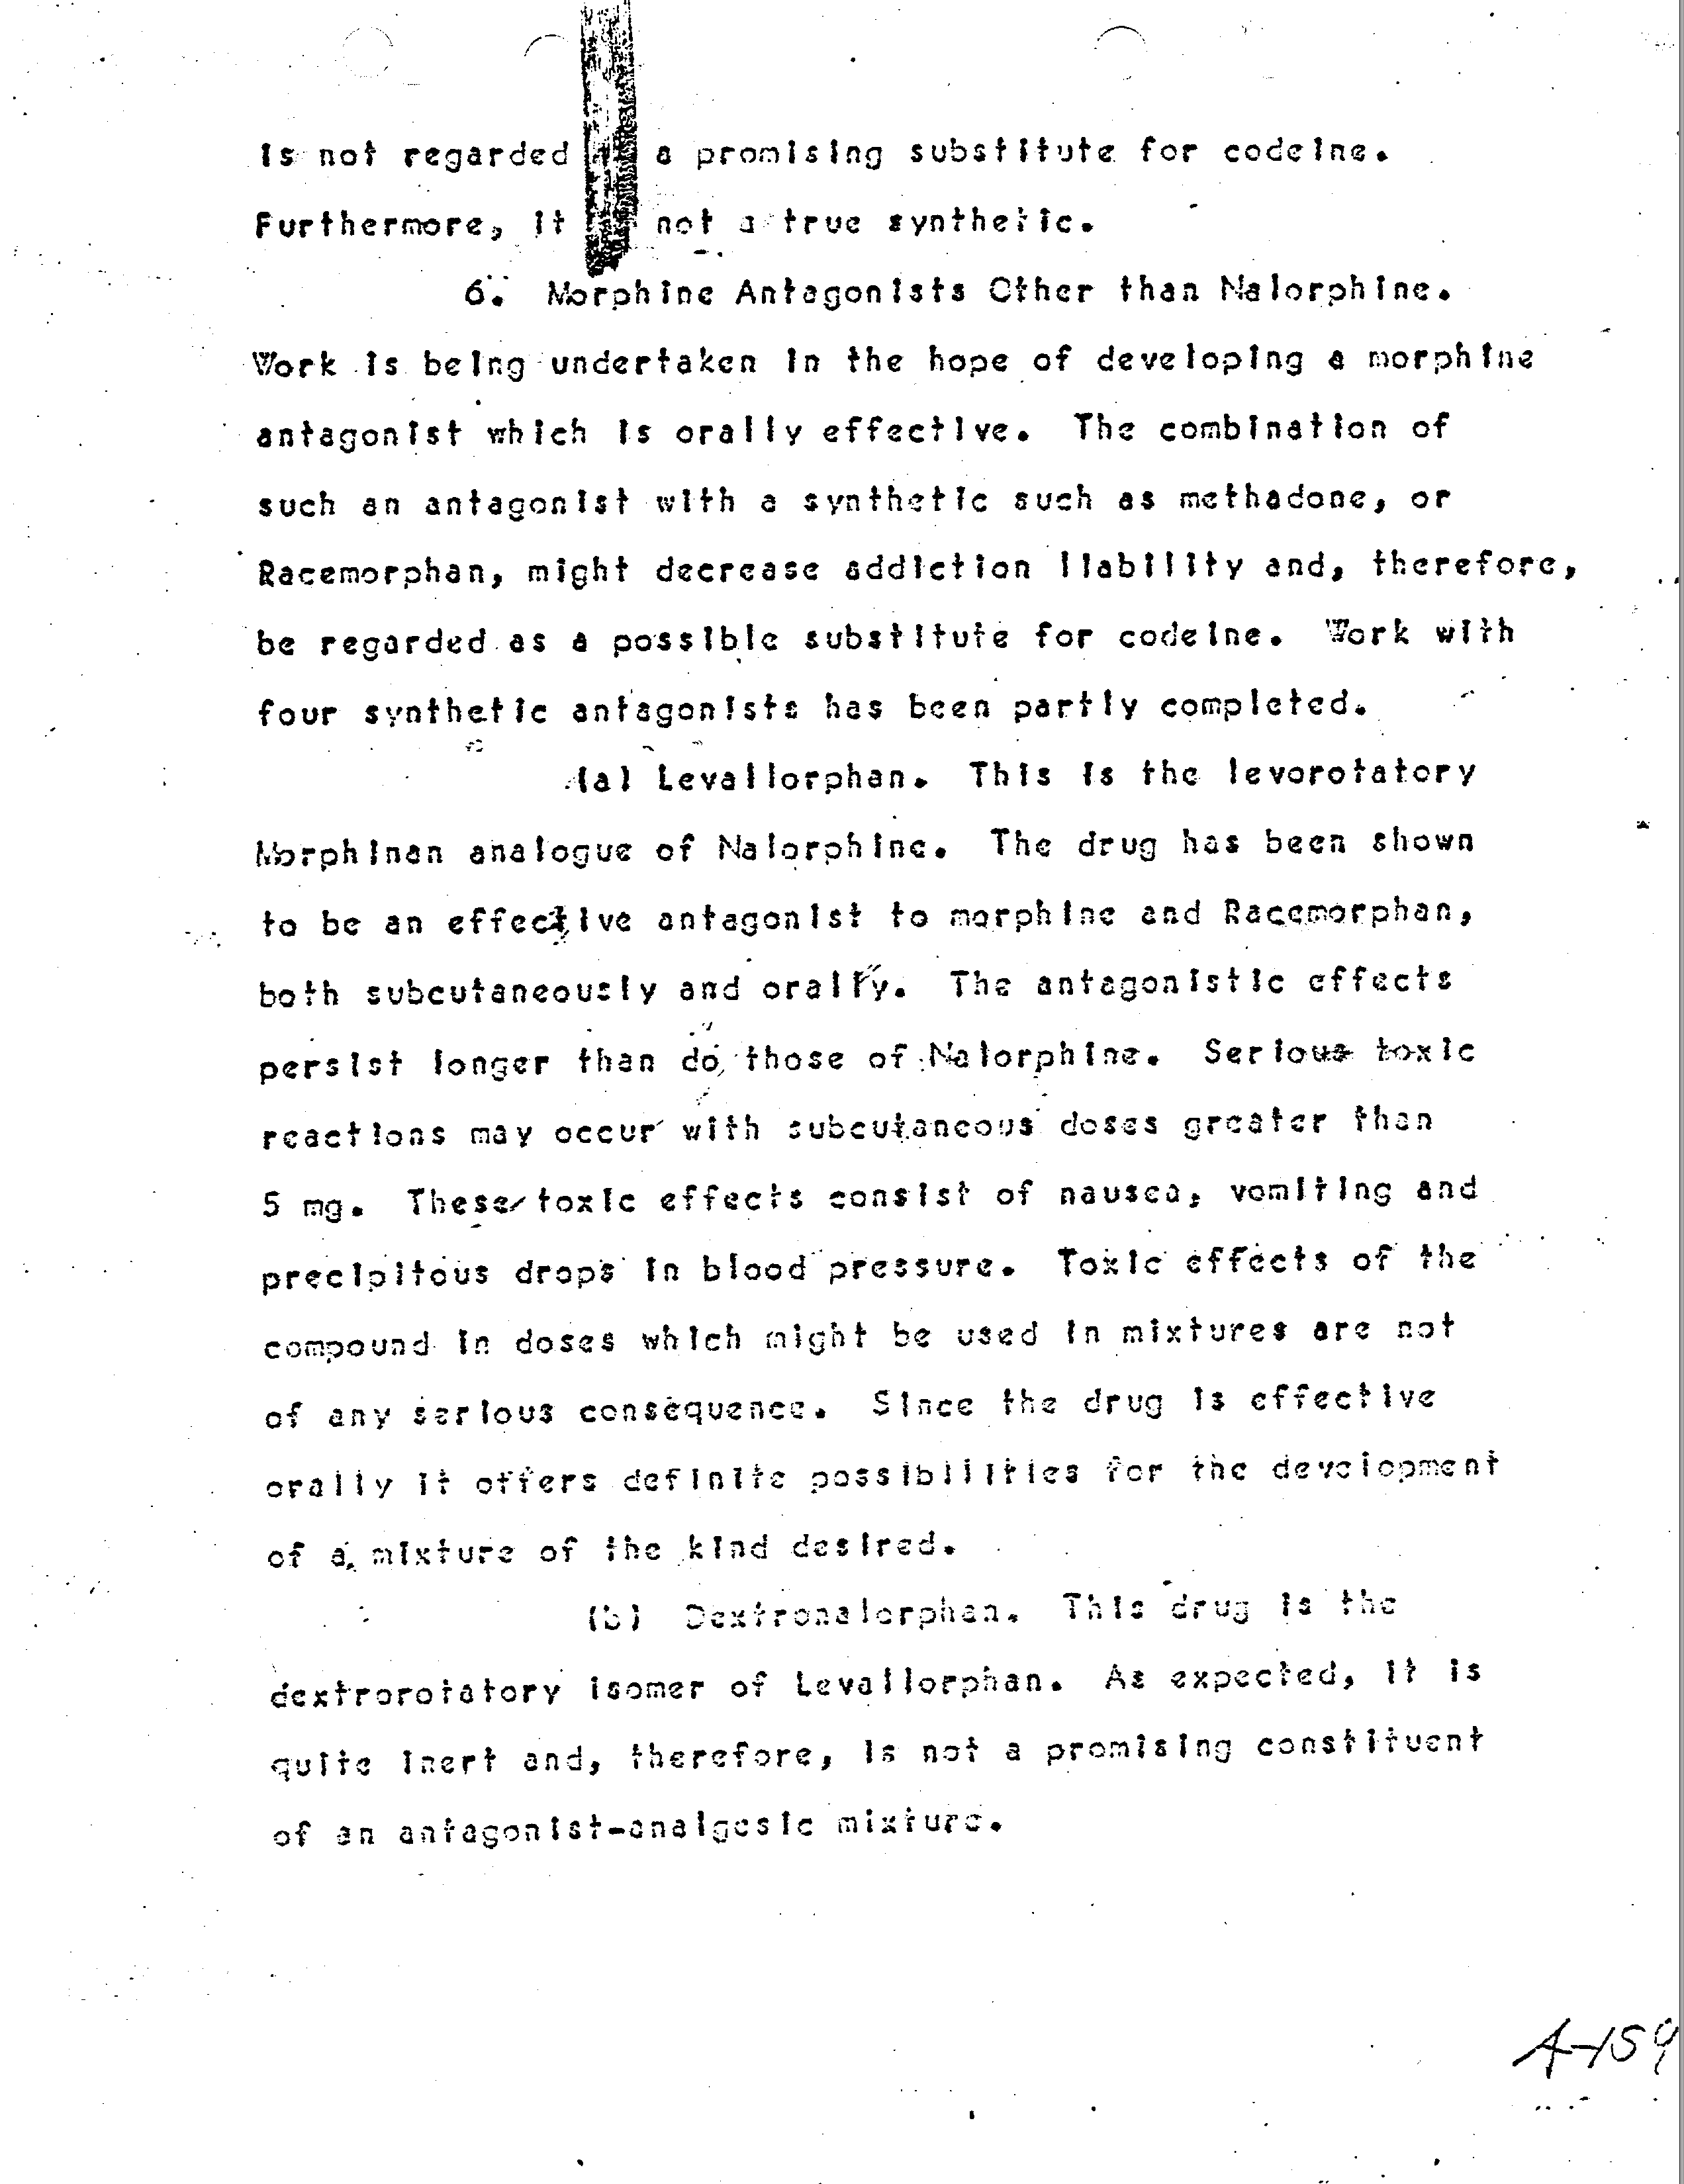 is not regarded a promising substitute for codeine.
Furthermore, it not a true synthetic.
6. Morphine Antagonists Other than Nalorphine.
Work is being undertaken in the hope of developing a morphine
antagonist which is orally effective. The combination of
such an antagonist with a synthetic such as methadone, or
Racemorphan, might decrease addiction liability and, therefore,
be regarded as a possible substitute for codeine. Work with
four synthetic antagonists has been partly completed.
(a) Levallorphan. This is the levorotatory
Morphinan analogue of Nalorphine. The drug has been shown
to be an effective antagonist to morphine and Racemorphan,
both subcutaneously and orally. The antagonistic effects
persist longer than do those of Nalorphine. Serious toxic
reactions may occur with subcutaneous doses greater than
5 mg. These toxic effects consist of nausea, vomiting and
precipitous drops in blood pressure. Toxic effects of the
compound in doses which might be used in mixtures are not
of any serious consequence. Since the drug is effective
orally it offers definite possibilities for the development
of a mixture of the kind desired.
(b) Dextronalorphan. This drug is the
dextrorotatory isomer of Levallorphan. As expected, it is
quite inert and, therefore, is not a promising constituent
of an antagonist-analgesic mixture.
A-159